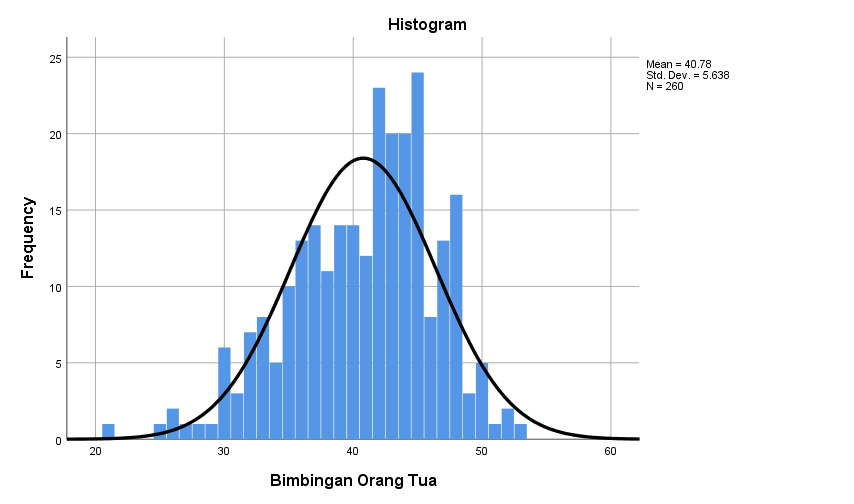 Histogram
Mean = 40.78
Std. Dev. = 5.638
N = 260
25
20
15
10
5
0
Frequency
20 30 40 50 60
Bimbingan Orang Tua